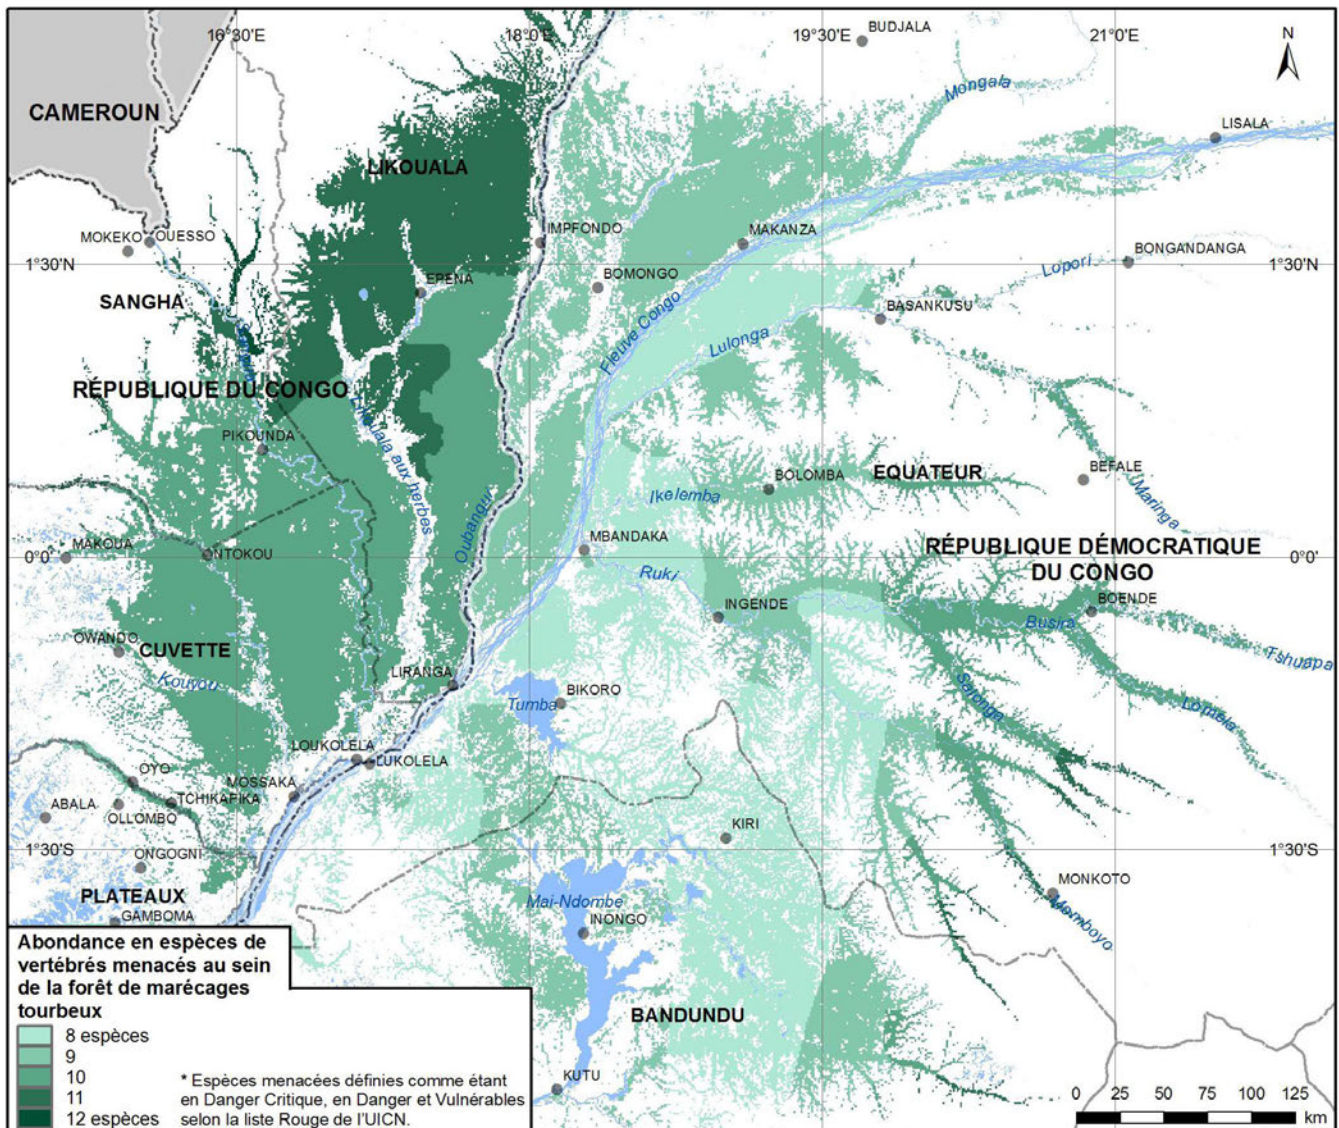 16°30'E
18°0'E
19°30'E
21°0'E
BUDJALA
N
CAMEROUN
Mongala
LISALA
LIKOUALA
MOKEKO
OUESSO
IMPFONDO
MAKANZA
1°30'N
1°30'N
BONGANDANGA
Lopori
EPENA
BOMONGO
SANGHA
BASANKUSU
Fleuve Congo
Lulonga
Sangha
RÉPUBLIQUE DU CONGO
Likouala aux herbes
PIKOUNDA
BOLOMBA
EQUATEUR
BEFALE
Ikelemba
Maringa
Oubangui
MBANDAKA
RÉPUBLIQUE DÉMOCRATIQUE
DU CONGO
0°0'
MAKOUA
NTOKOU
0°0'
Ruki
INGENDE
BOENDE
Busira
OWANDO
CUVETTE
Tshuapa
Kouyou
LIRANGA
BIKORO
Tumba
Salonga
Lomela
LOUKOLELA
LUKOLELA
OYO
MOSSAKA
TCHIKAPIKA
ABALA
OLLOMBO
KIRI
1°30'S
1°30'S
ONGOGNI
MONKOTO
PLATEAUX
Mai-Ndombe
Momboyo
GAMBOMA
INONGO
BANDUNDU
KUTU
Abondance en espèces de
vertébrés menacés au sein
de la forêt de marécages
tourbeux
8 espèces
9
10
11
12 espèces
* Espèces menacées définies comme étant
en Danger Critique, en Danger et Vulnérables
selon la liste Rouge de l'UICN.
0 25 50 75 100 125
km